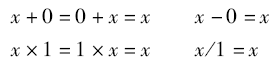 x + 0 = 0 + x = x x − 0 = x
x × 1 = 1 × x = x x/1 = x